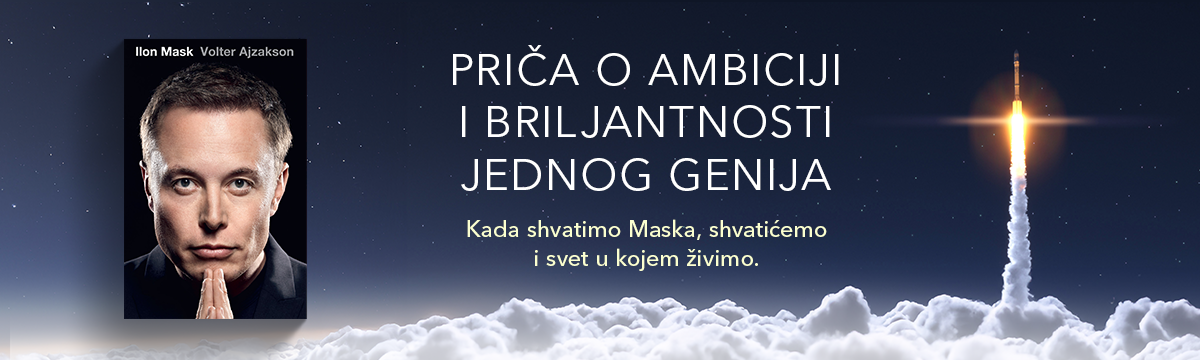 Ilon Mask Volter Ajzakson
PRIČA O AMBICIJI
I BRILJANTNOSTI
JEDNOG GENIJA
Kada shvatimo Maska, shvatićemo
i svet u kojem živimo.